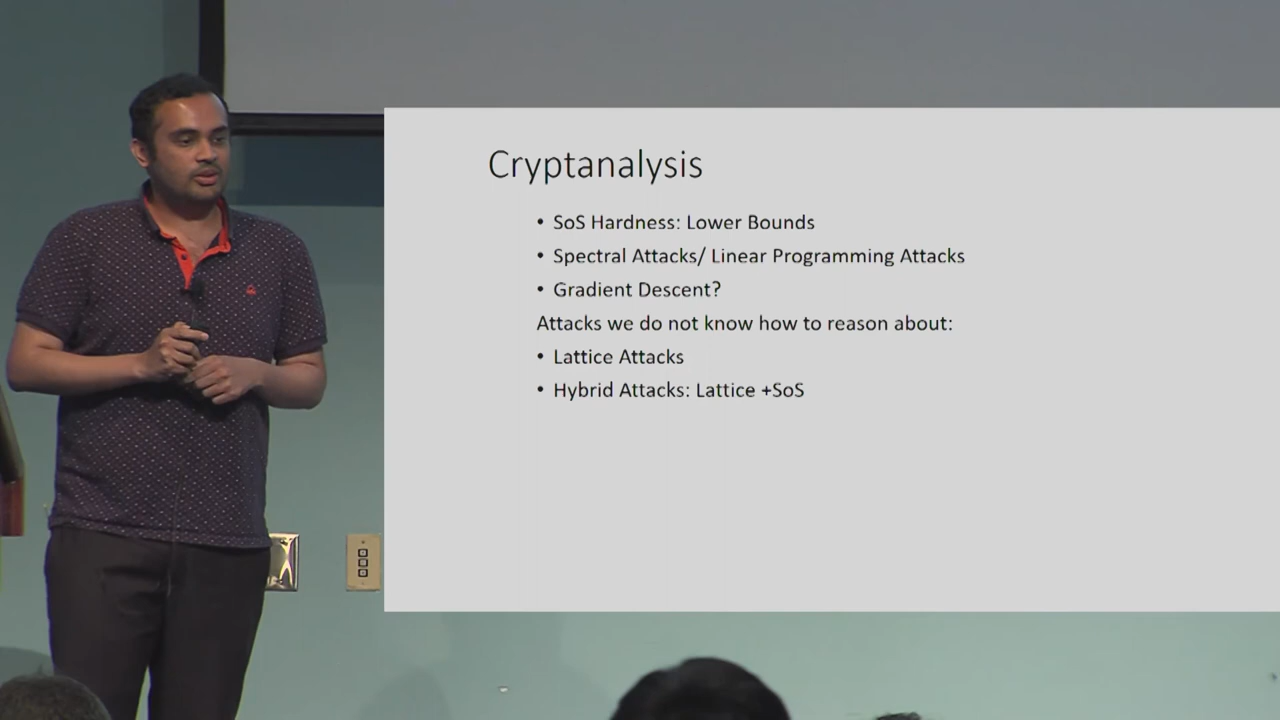 Cryptanalysis
• SoS Hardness: Lower Bounds
• Spectral Attacks/ Linear Programming Attacks
• Gradient Descent?
Attacks we do not know how to reason about:
• Lattice Attacks
• Hybrid Attacks: Lattice +SoS